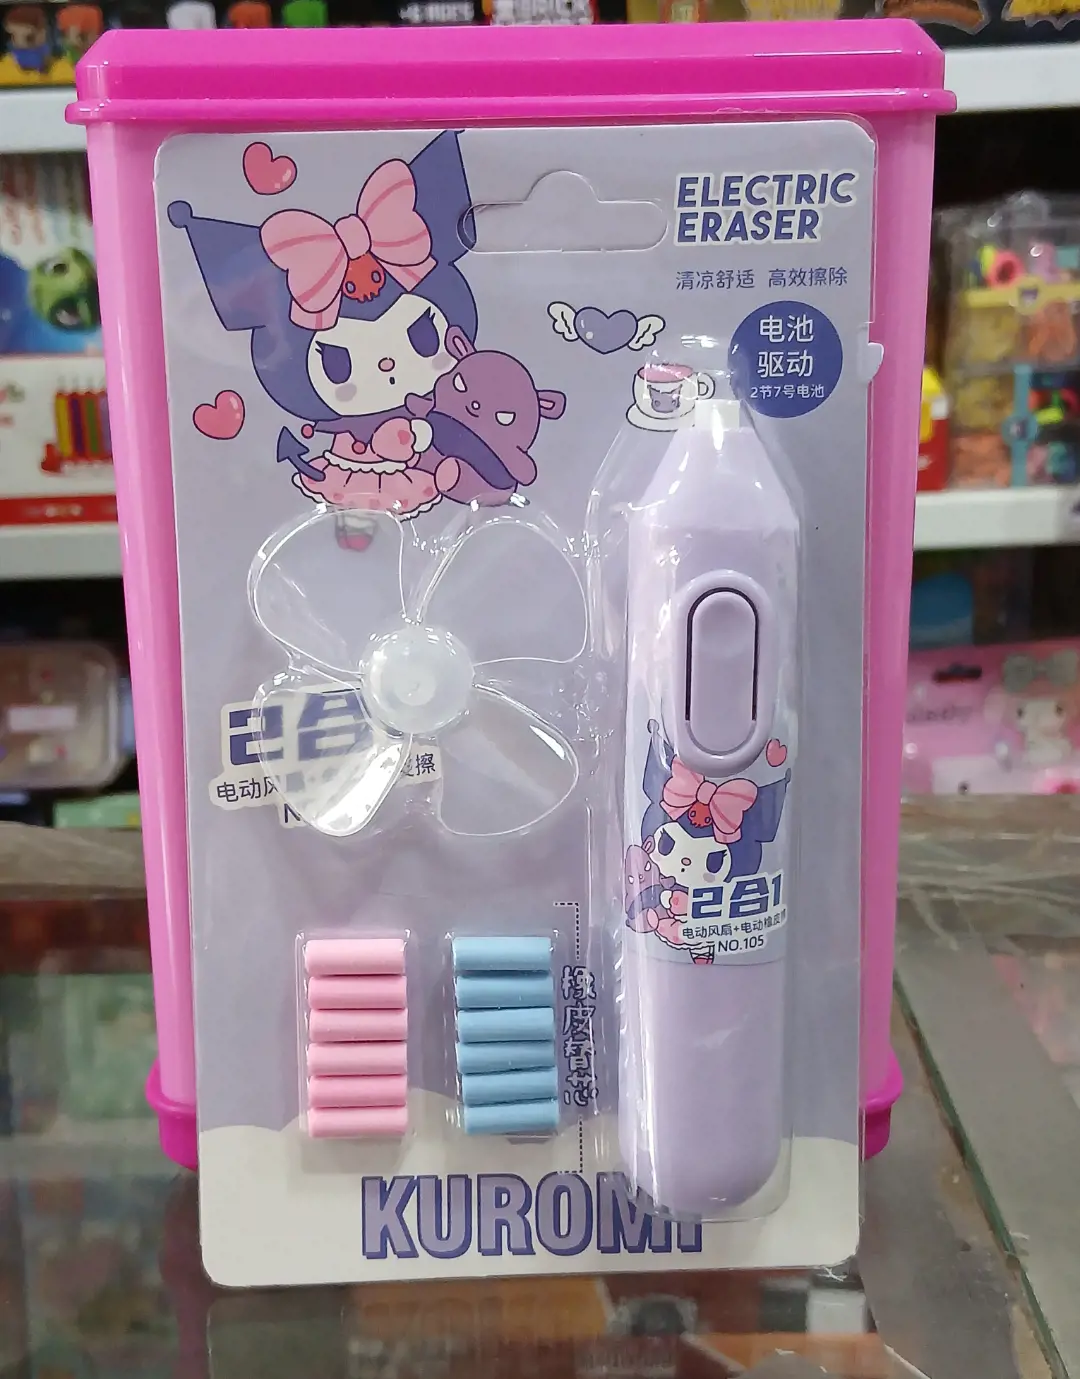 ELECTRIC
ERASER
清凉舒适 高效擦除
电池
驱动
2节7号电池
2合
电动风
擦
N
2合1
电动风扇+电动橡皮擦
NO.105
橡皮替芯
KUROMI